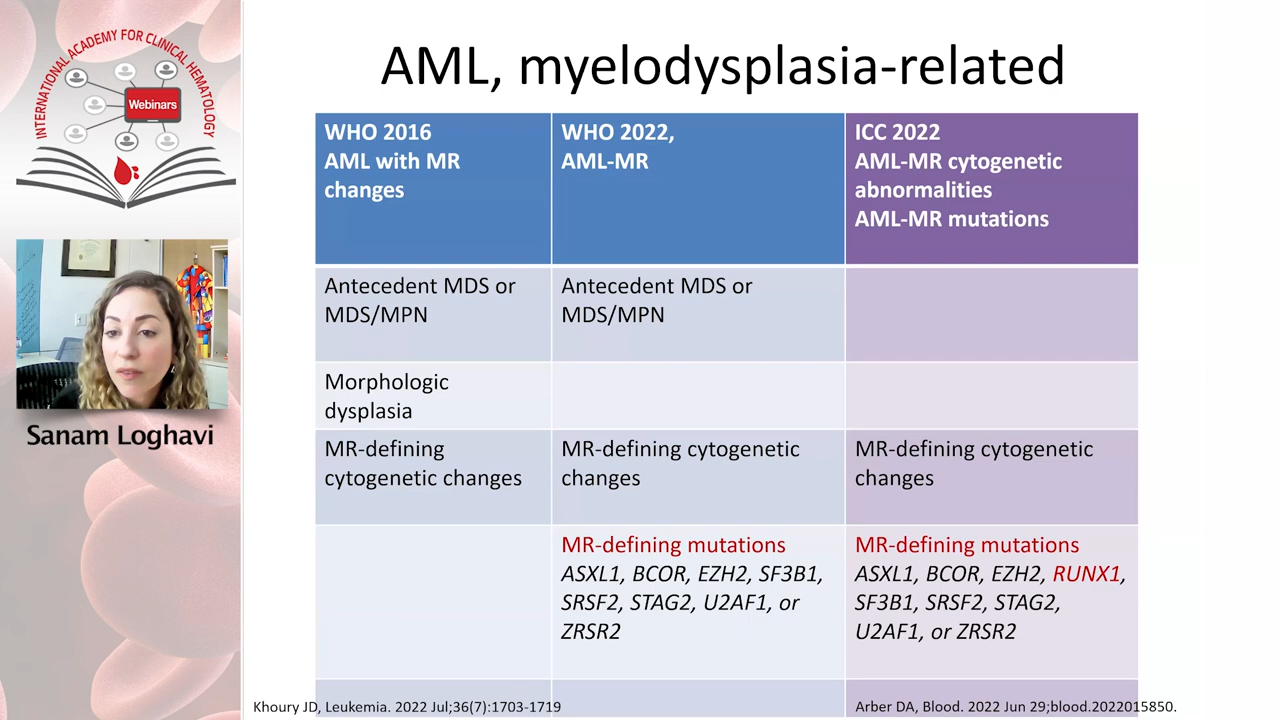 INTERNATIONAL ACADEMY FOR CLINICAL HEMATOLOGY
Webinars
Sanam Loghavi
AML, myelodysplasia-related
WHO 2016
AML with MR
changes
WHO 2022,
AML-MR
ICC 2022
AML-MR cytogenetic
abnormalities
AML-MR mutations
Antecedent MDS or
MDS/MPN
Antecedent MDS or
MDS/MPN
Morphologic
dysplasia
MR-defining
cytogenetic changes
MR-defining cytogenetic
changes
MR-defining cytogenetic
changes
MR-defining mutations
ASXL1, BCOR, EZH2, SF3B1,
SRSF2, STAG2, U2AF1, or
ZRSR2
MR-defining mutations
ASXL1, BCOR, EZH2, RUNX1,
SF3B1, SRSF2, STAG2,
U2AF1, or ZRSR2
Khoury JD, Leukemia. 2022 Jul;36(7):1703-1719
Arber DA, Blood. 2022 Jun 29;blood.2022015850.